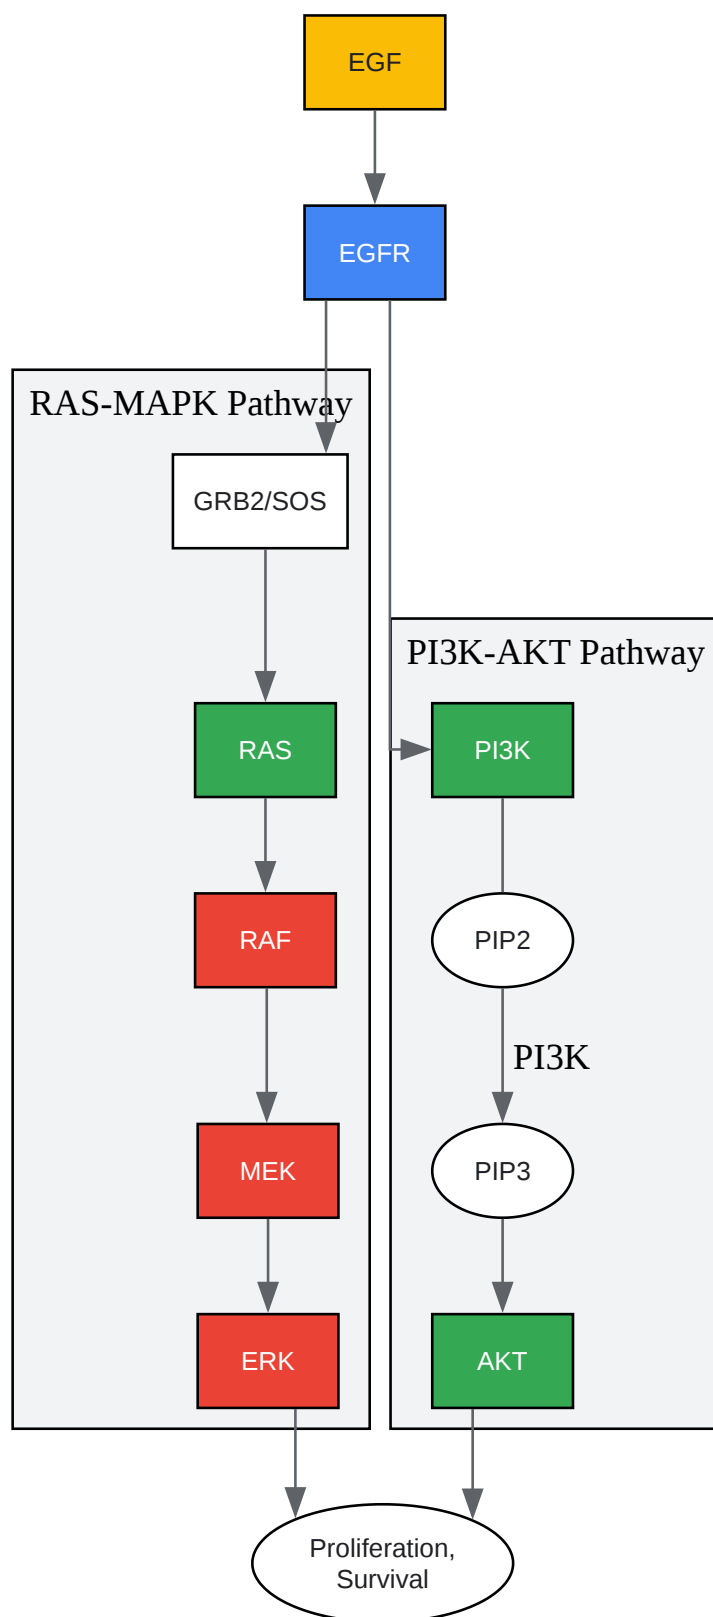 EGF
EGFR
RAS-MAPK Pathway
GRB2/SOS
RAS
RAF
MEK
ERK
PI3K-AKT Pathway
PI3K
PIP2
PI3K
PIP3
AKT
Proliferation,
Survival